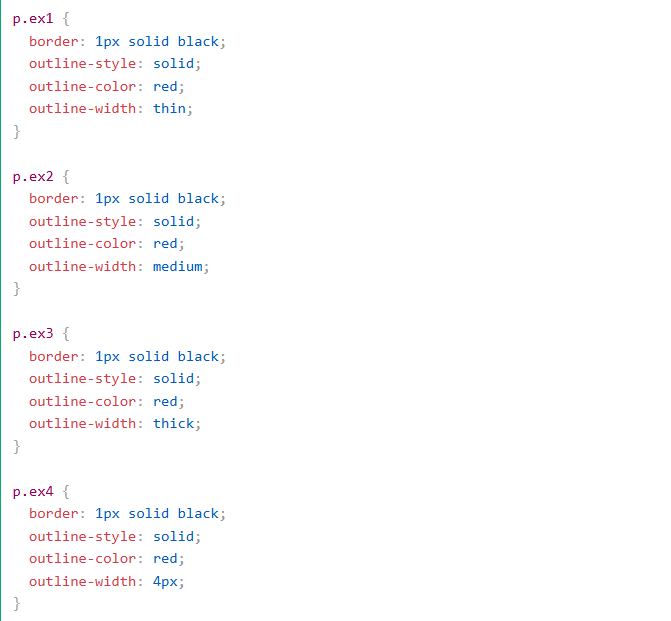 p.ex1 {
  border: 1px solid black;
  outline-style: solid;
  outline-color: red;
  outline-width: thin;
}

p.ex2 {
  border: 1px solid black;
  outline-style: solid;
  outline-color: red;
  outline-width: medium;
}

p.ex3 {
  border: 1px solid black;
  outline-style: solid;
  outline-color: red;
  outline-width: thick;
}

p.ex4 {
  border: 1px solid black;
  outline-style: solid;
  outline-color: red;
  outline-width: 4px;
}